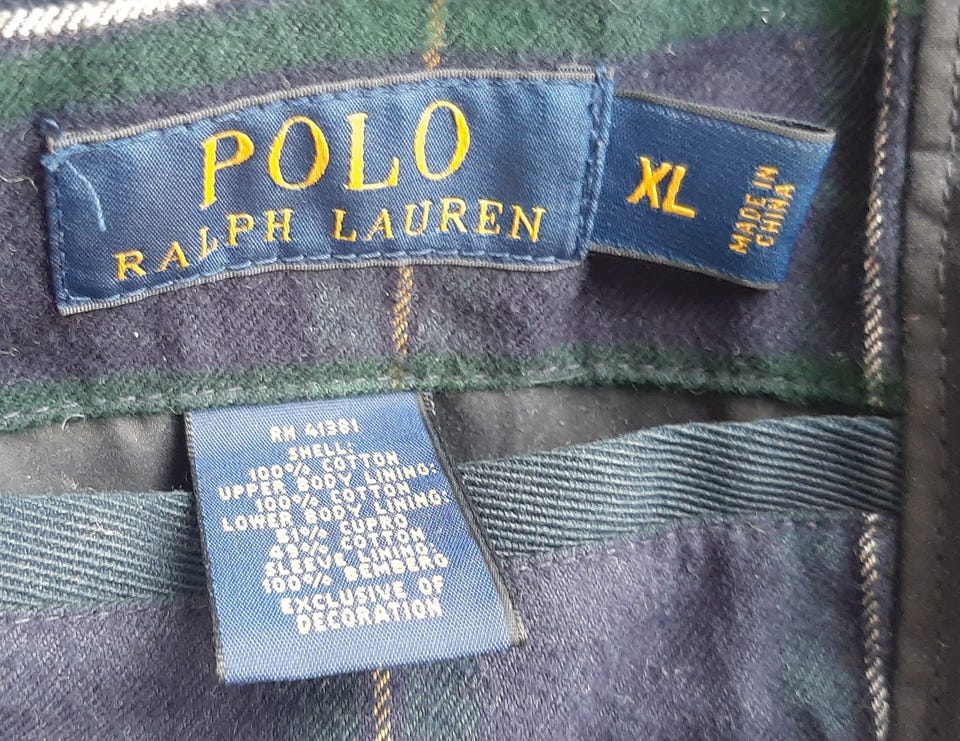 POLO
RALPH LAUREN
XL
MADE IN
CHINA
RN 41381
SHELL:
100% COTTON
UPPER BODY LINING:
100% COTTON
LOWER BODY LINING:
51% CUPRO
49% COTTON
SLEEVE LINING:
100% BEMBERG
EXCLUSIVE OF
DECORATION